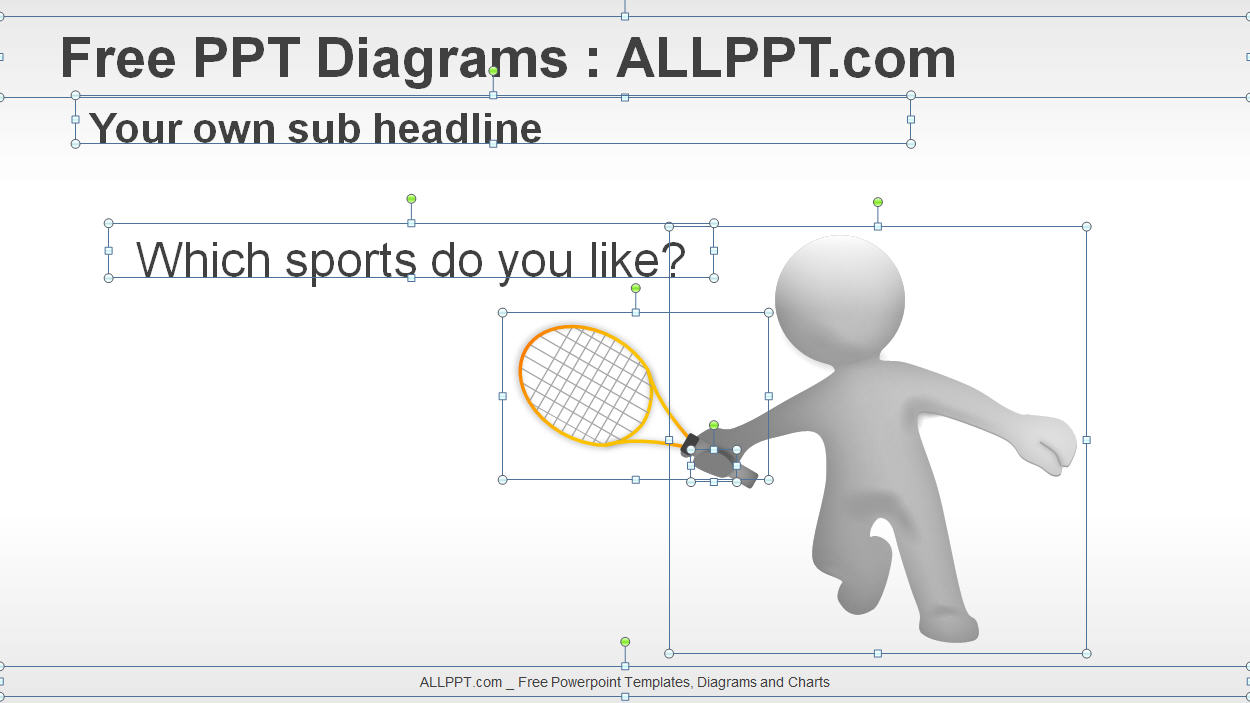 Free PPT Diagrams : ALLPPT.com
Your own sub headline
Which sports do you like?
ALLPPT.com _ Free Powerpoint Templates, Diagrams and Charts